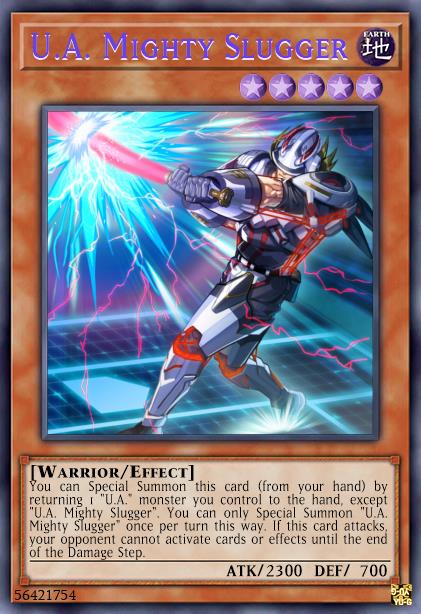 U.A. Mighty Slugger
EARTH
地
[Warrior/Effect]
You can Special Summon this card (from your hand) by
returning 1 "U.A." monster you control to the hand, except
"U.A. Mighty Slugger". You can only Special Summon "U.A.
Mighty Slugger" once per turn this way. If this card attacks,
your opponent cannot activate cards or effects until the end
of the Damage Step.
ATK/2300 DEF/ 700
56421754